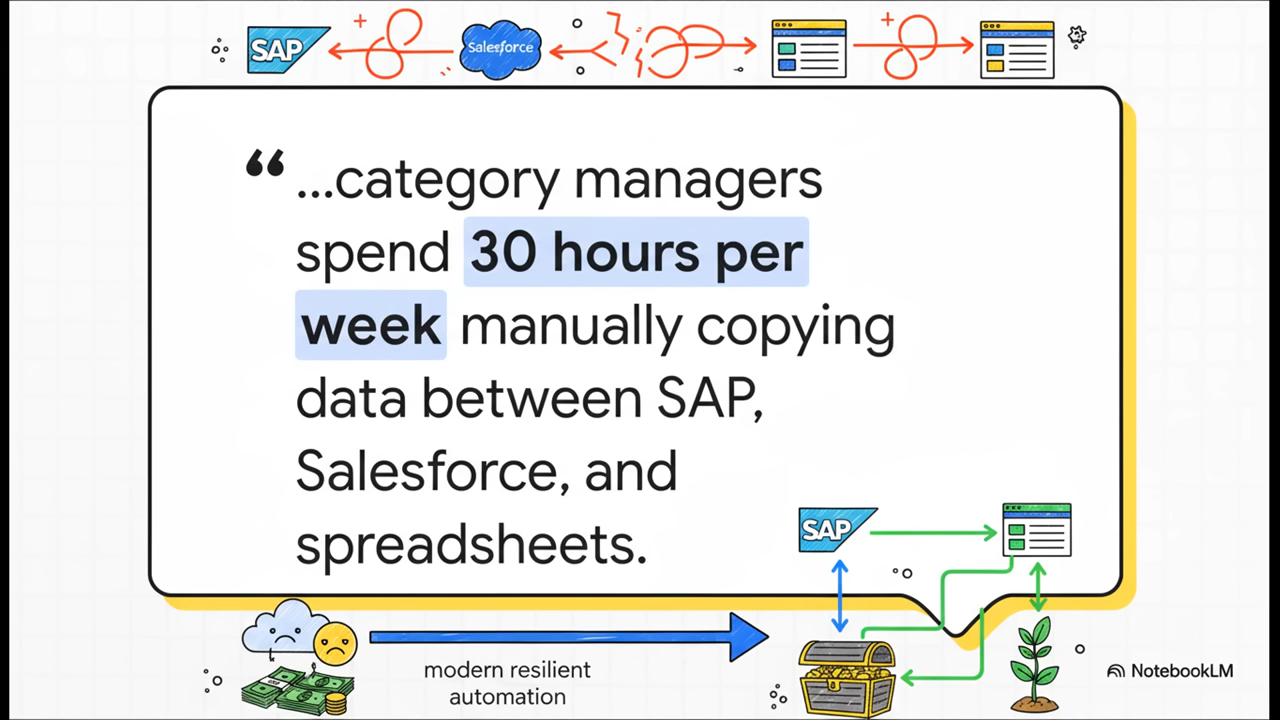 SAP
Salesforce
“...category managers
spend 30 hours per
week manually copying
data between SAP,
Salesforce, and
spreadsheets.
SAP
modern resilient
automation
NotebookLM